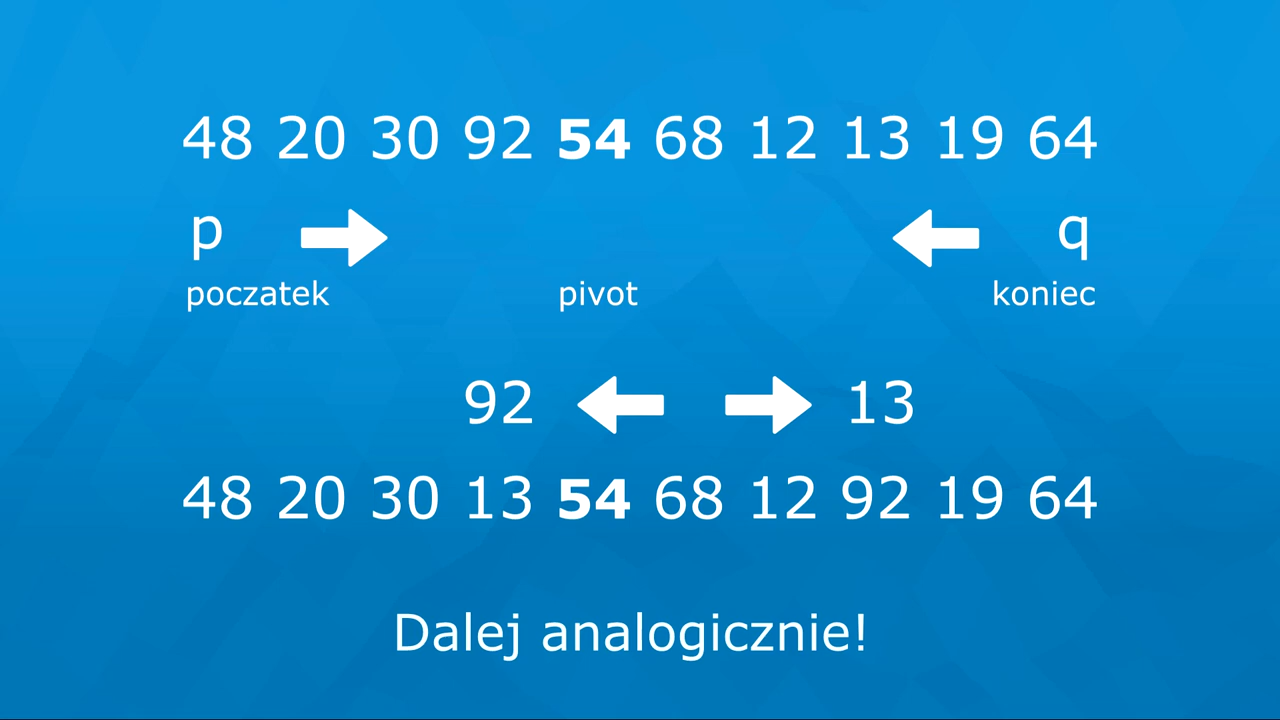 48 20 30 92 54 68 12 13 19 64
p q
poczatek pivot koniec
92 13
48 20 30 13 54 68 12 92 19 64
Dalej analogicznie!